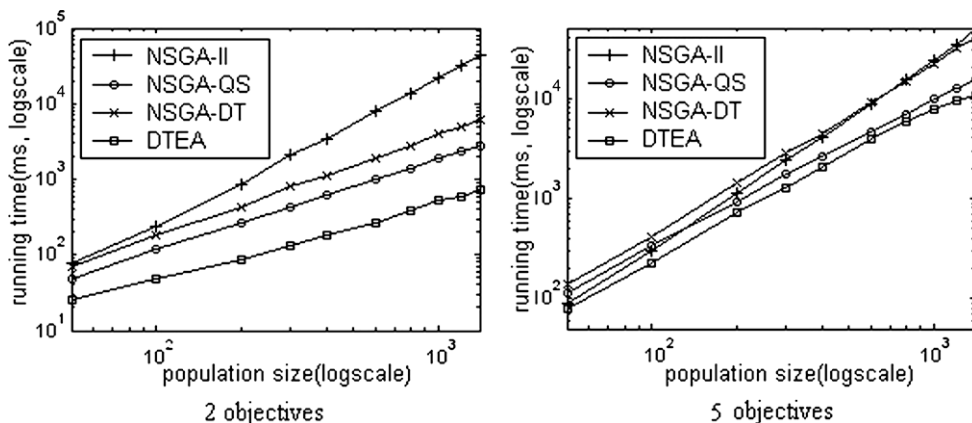 running time(ms, logscale)
10^5
10^4
10^3
10^2
10^1
NSGA-II
NSGA-QS
NSGA-DT
DTEA
10^2
10^3
population size(logscale)
2 objectives
running time(ms, logscale)
10^4
10^3
10^2
NSGA-II
NSGA-QS
NSGA-DT
DTEA
10^2
10^3
population size(logscale)
5 objectives